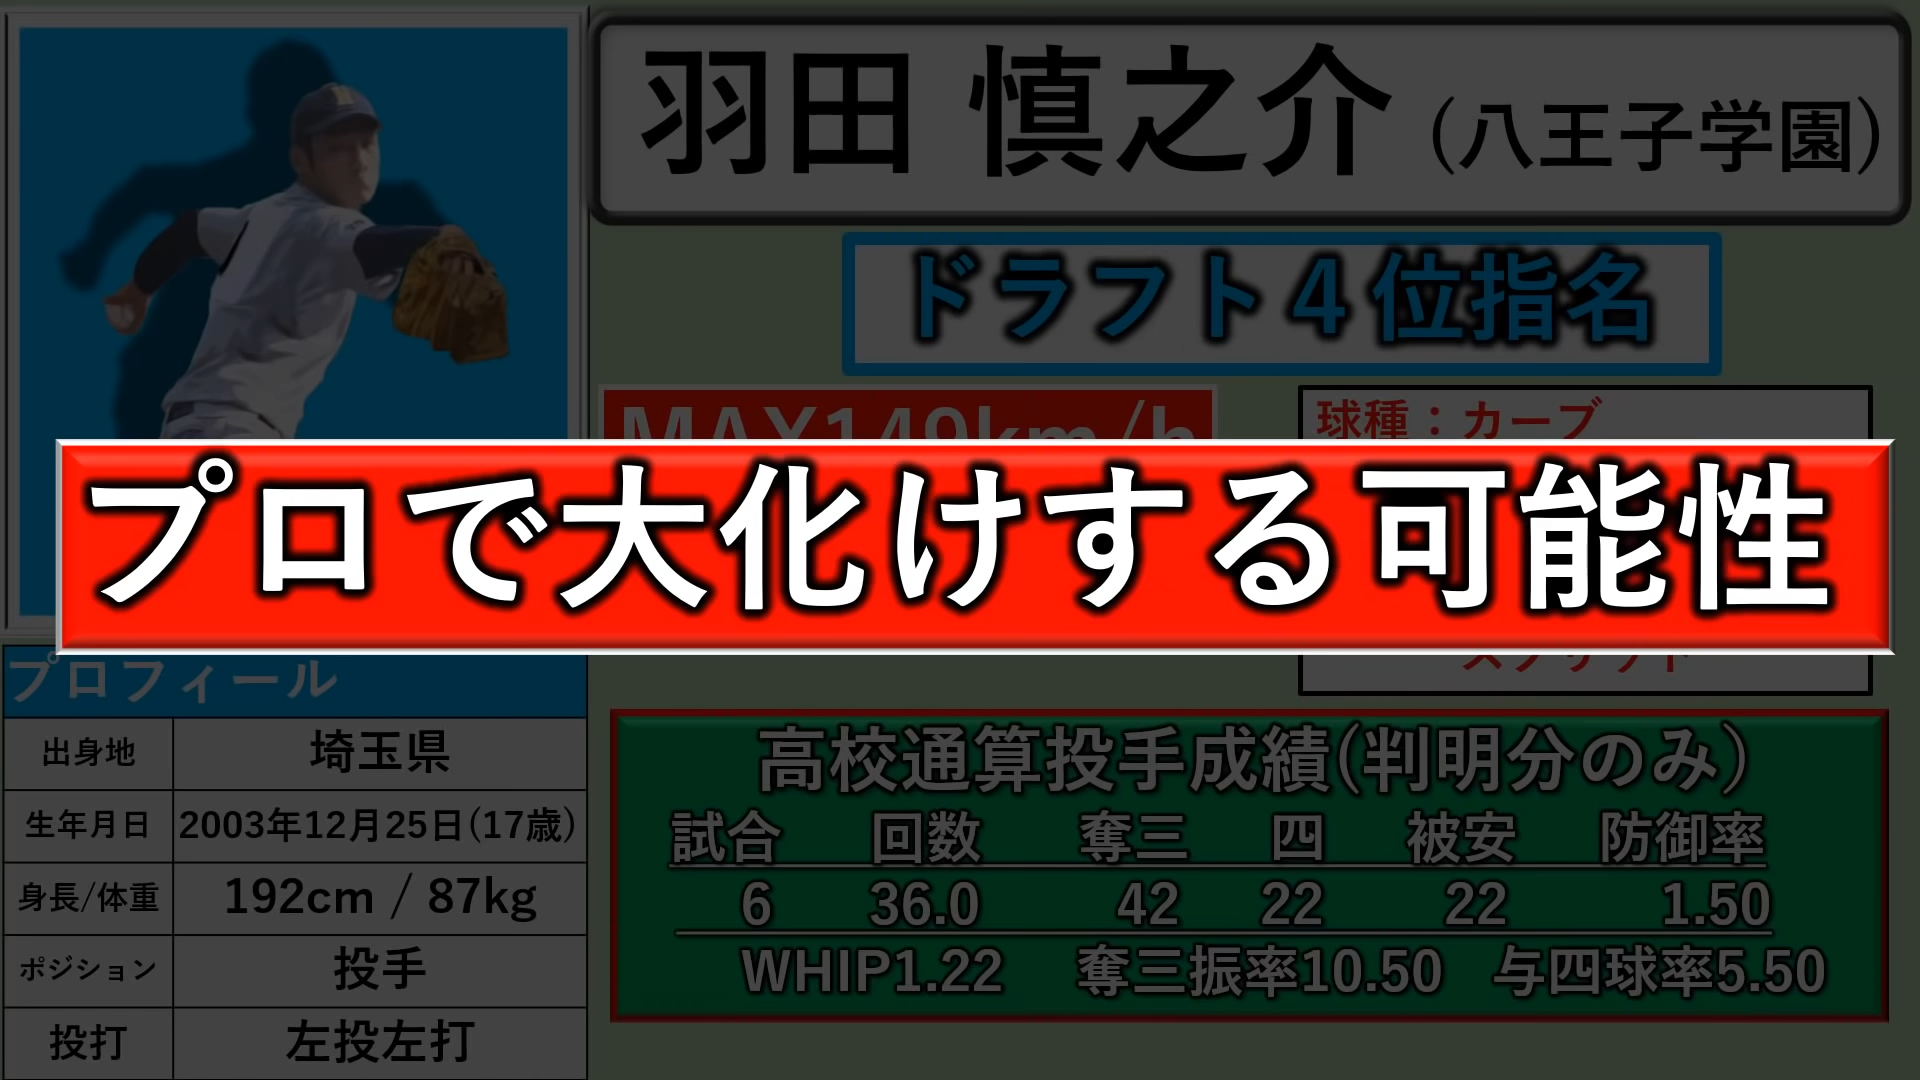 羽田 慎之介 (八王子学園)
ドラフト4位指名
MAX149km/h
球種：カーブ
プロで大化けする可能性
プロフィール
出身地 埼玉県
生年月日 2003年12月25日(17歳)
身長/体重 192cm / 87kg
ポジション 投手
投打 左投左打
高校通算投手成績(判明分のみ)
試合 回数 奪三 四 被安 防御率
6 36.0 42 22 22 1.50
WHIP1.22 奪三振率10.50 与四球率5.50